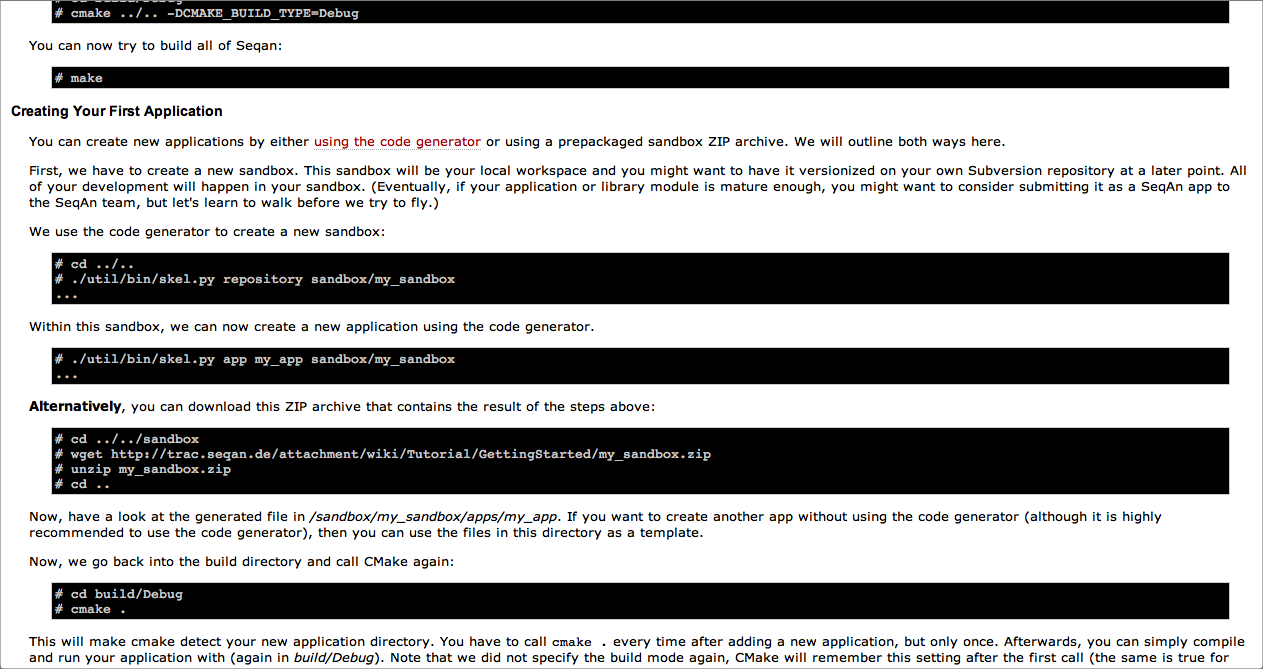 # cd build/Debug
# cmake ../.. -DCMAKE_BUILD_TYPE=Debug
You can now try to build all of Seqan:
# make
Creating Your First Application
You can create new applications by either using the code generator or using a prepackaged sandbox ZIP archive. We will outline both ways here.
First, we have to create a new sandbox. This sandbox will be your local workspace and you might want to have it versionized on your own Subversion repository at a later point. All
of your development will happen in your sandbox. (Eventually, if your application or library module is mature enough, you might want to consider submitting it as a SeqAn app to
the SeqAn team, but let's learn to walk before we try to fly.)
We use the code generator to create a new sandbox:
# cd ../..
# ./util/bin/skel.py repository sandbox/my_sandbox
...
Within this sandbox, we can now create a new application using the code generator.
# ./util/bin/skel.py app my_app sandbox/my_sandbox
...
Alternatively, you can download this ZIP archive that contains the result of the steps above:
# cd ../../sandbox
# wget http://trac.seqan.de/attachment/wiki/Tutorial/GettingStarted/my_sandbox.zip
# unzip my_sandbox.zip
# cd ..
Now, have a look at the generated file in /sandbox/my_sandbox/apps/my_app. If you want to create another app without using the code generator (although it is highly
recommended to use the code generator), then you can use the files in this directory as a template.
Now, we go back into the build directory and call CMake again:
# cd build/Debug
# cmake .
This will make cmake detect your new application directory. You have to call cmake . every time after adding a new application, but only once. Afterwards, you can simply compile
and run your application with (again in build/Debug). Note that we did not specify the build mode again, CMake will remember this setting after the first call (the same is true for